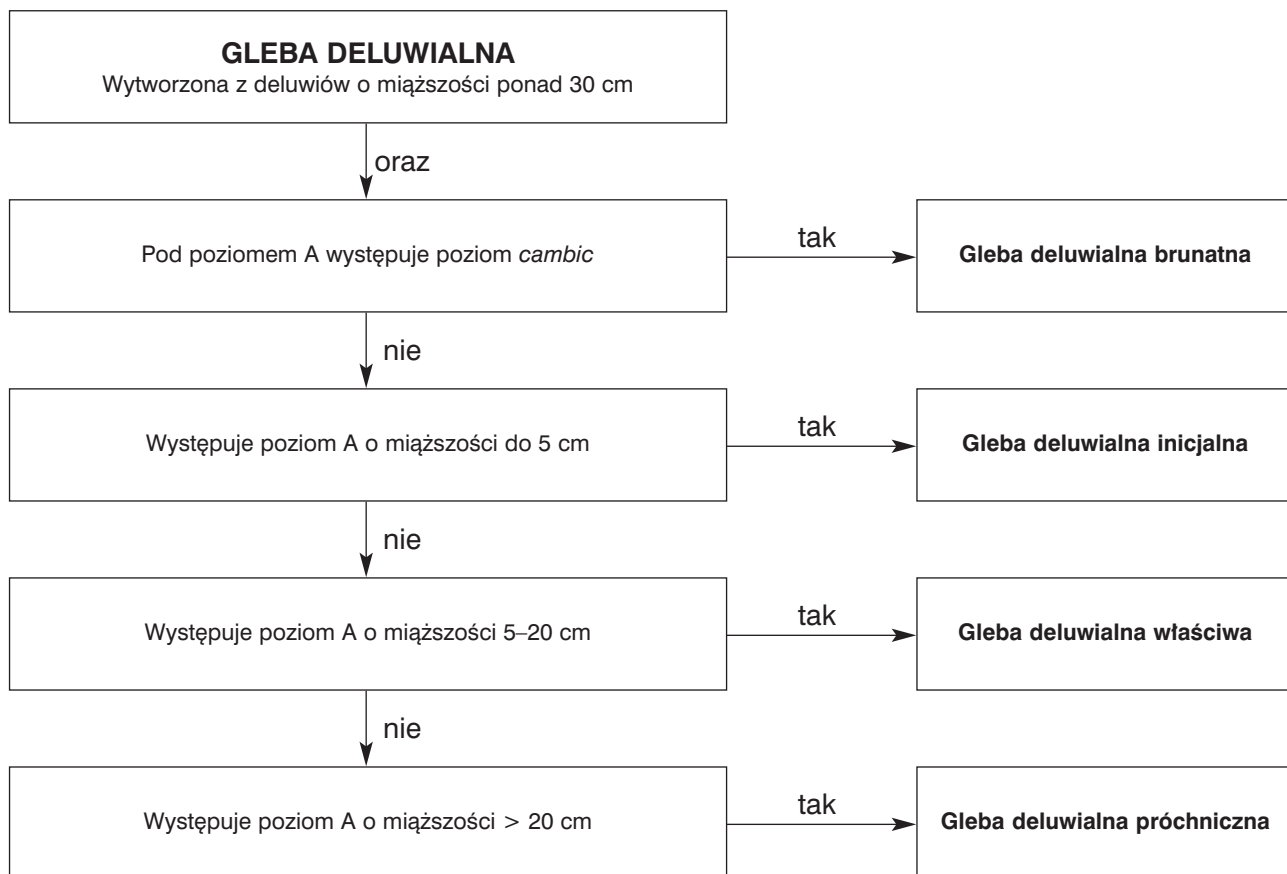 GLEBA DELUWIALNA
Wytworzona z deluwiów o miąższości ponad 30 cm
oraz
Pod poziomem A występuje poziom cambic
tak
Gleba deluwialna brunatna
nie
Występuje poziom A o miąższości do 5 cm
tak
Gleba deluwialna inicjalna
nie
Występuje poziom A o miąższości 5–20 cm
tak
Gleba deluwialna właściwa
nie
Występuje poziom A o miąższości > 20 cm
tak
Gleba deluwialna próchniczna